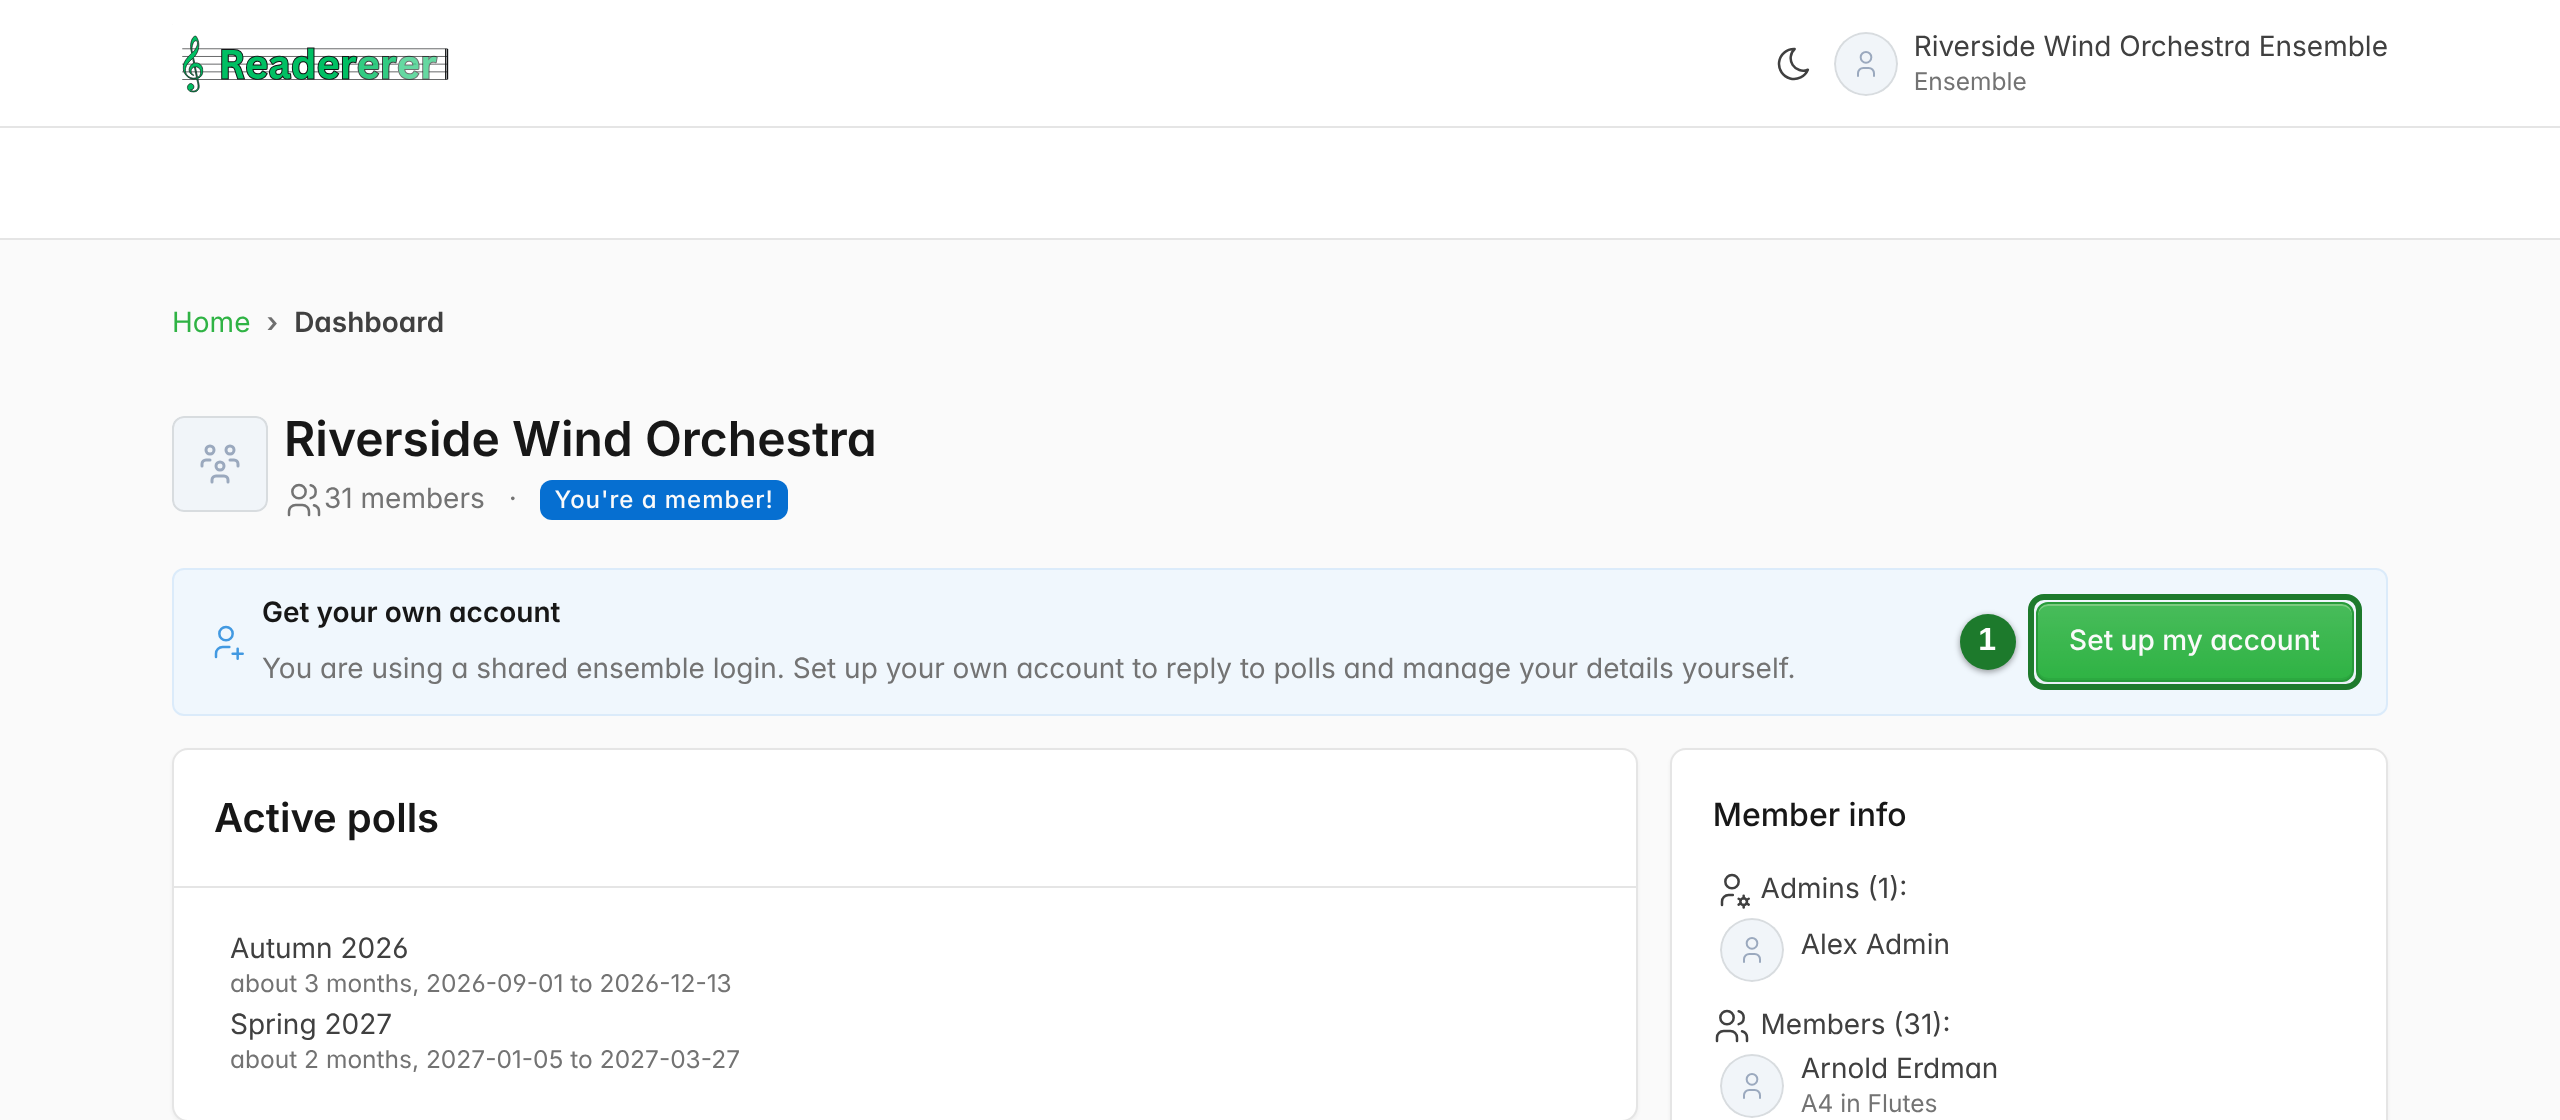 Readererer
Riverside Wind Orchestra Ensemble
Ensemble
Home › Dashboard
Riverside Wind Orchestra
31 members · You're a member!
Get your own account
You are using a shared ensemble login. Set up your own account to reply to polls and manage your details yourself.
1 Set up my account
Active polls
Autumn 2026
about 3 months, 2026-09-01 to 2026-12-13
Spring 2027
about 2 months, 2027-01-05 to 2027-03-27
Member info
Admins (1):
Alex Admin
Members (31):
Arnold Erdman
A4 in Flutes